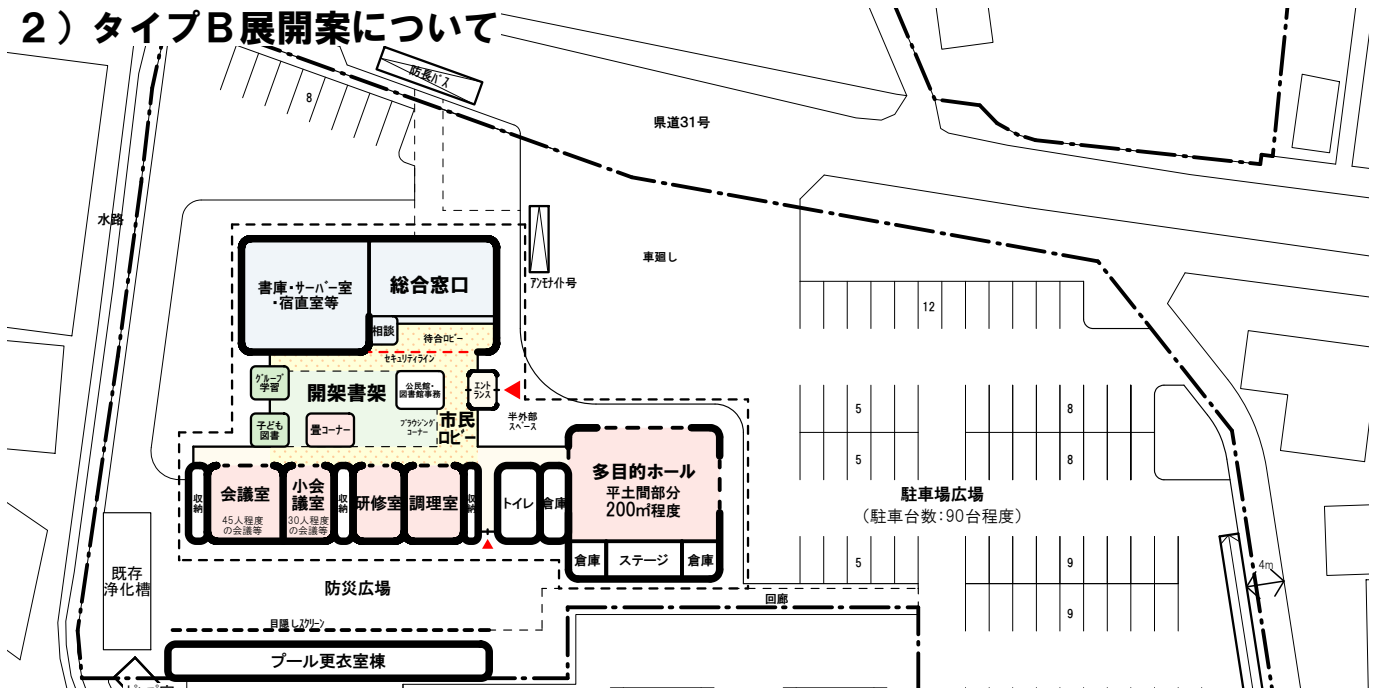 ２）タイプＢ展開案について
防長バス
8
県道31号
水路
書庫・サーバー室
・宿直室等
総合窓口
ｱﾝﾓﾅｲﾄ号
車廻し
相談
待合ロビー
セキュリティライン
12
グループ
学習
開架書架
公民館・
図書館事務
エント
ランス
子ども
図書
畳コーナー
ブラウジング
コーナー
市民
ロビー
半外部
スペース
5
8
5
8
収納
会議室
45人程度
の会議等
小会
議室
30人程度
の会議等
収納
研修室
調理室
収納
トイレ
倉庫
多目的ホール
平土間部分
200㎡程度
駐車場広場
（駐車台数：90台程度）
倉庫
ステージ
倉庫
5
9
4m
既存
浄化槽
防災広場
回廊
9
目隠しスクリーン
プール更衣室棟